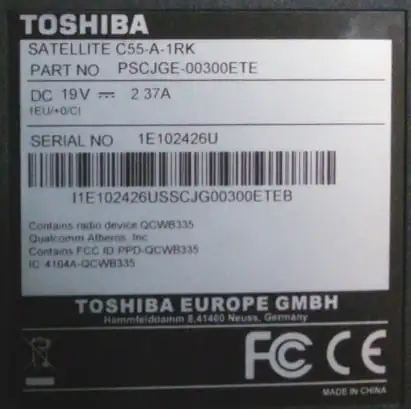 TOSHIBA
SATELLITE C55-A-1RK
PART NO PSCJGE-00300ETE
DC 19V ⎓ 2.37A
(EU/+0/C)
SERIAL NO 1E102426U
I1E102426USSCJG00300ETEB
Contains radio device QCWB335
Qualcomm Atheros, Inc
Contains FCC ID PPD-QCWB335
IC 4104A-QCWB335
TOSHIBA EUROPE GMBH
Hammfelddamm 8,41460 Neuss, Germany
FC CE
MADE IN CHINA